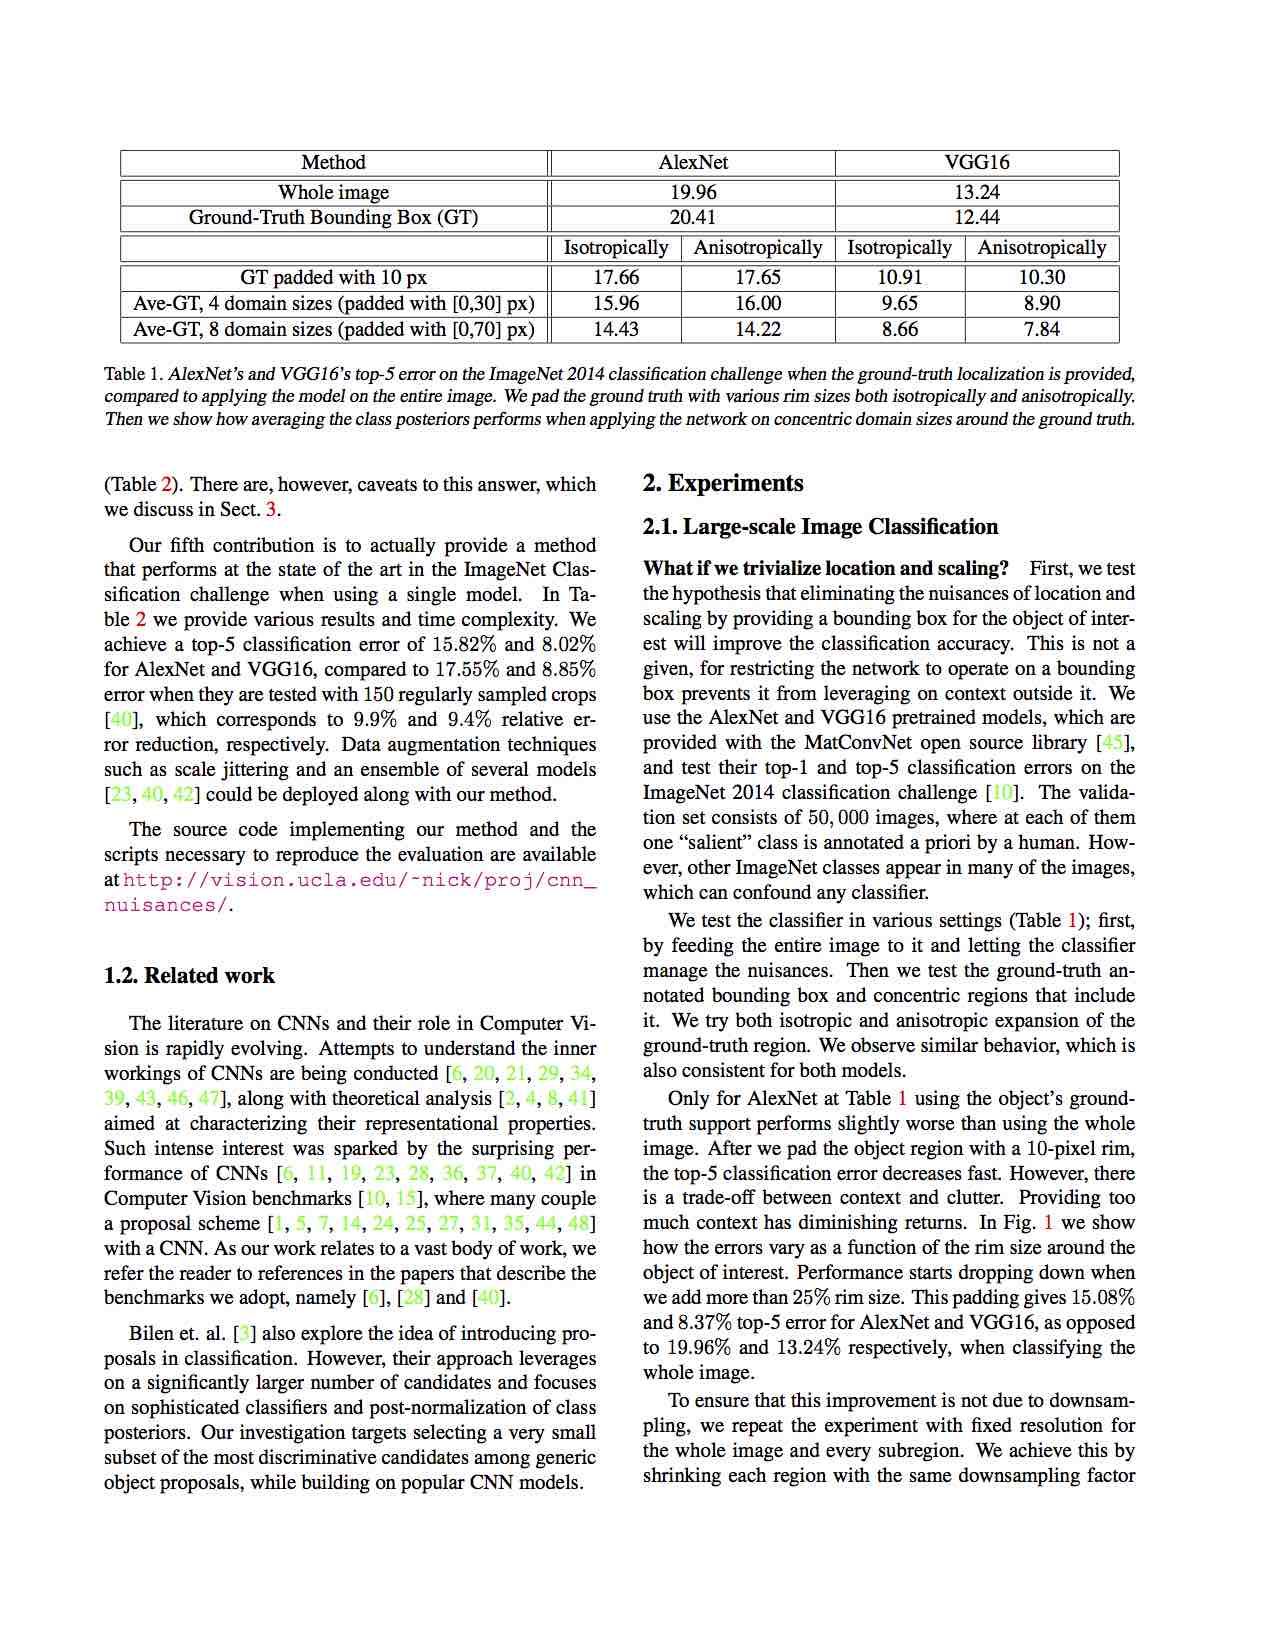 Method AlexNet VGG16
Whole image 19.96 13.24
Ground-Truth Bounding Box (GT) 20.41 12.44
Isotropically Anisotropically Isotropically Anisotropically
GT padded with 10 px 17.66 17.65 10.91 10.30
Ave-GT, 4 domain sizes (padded with [0,30] px) 15.96 16.00 9.65 8.90
Ave-GT, 8 domain sizes (padded with [0,70] px) 14.43 14.22 8.66 7.84
Table 1. AlexNet's and VGG16's top-5 error on the ImageNet 2014 classification challenge when the ground-truth localization is provided,
compared to applying the model on the entire image. We pad the ground truth with various rim sizes both isotropically and anisotropically.
Then we show how averaging the class posteriors performs when applying the network on concentric domain sizes around the ground truth.
(Table 2). There are, however, caveats to this answer, which
we discuss in Sect. 3.
Our fifth contribution is to actually provide a method
that performs at the state of the art in the ImageNet Clas-
sification challenge when using a single model. In Ta-
ble 2 we provide various results and time complexity. We
achieve a top-5 classification error of 15.82% and 8.02%
for AlexNet and VGG16, compared to 17.55% and 8.85%
error when they are tested with 150 regularly sampled crops
[40], which corresponds to 9.9% and 9.4% relative er-
ror reduction, respectively. Data augmentation techniques
such as scale jittering and an ensemble of several models
[23, 40, 42] could be deployed along with our method.
The source code implementing our method and the
scripts necessary to reproduce the evaluation are available
at http://vision.ucla.edu/~nick/proj/cnn_
nuisances/.
1.2. Related work
The literature on CNNs and their role in Computer Vi-
sion is rapidly evolving. Attempts to understand the inner
workings of CNNs are being conducted [6, 20, 21, 29, 34,
39, 43, 46, 47], along with theoretical analysis [2, 4, 8, 41]
aimed at characterizing their representational properties.
Such intense interest was sparked by the surprising per-
formance of CNNs [6, 11, 19, 23, 28, 36, 37, 40, 42] in
Computer Vision benchmarks [10, 15], where many couple
a proposal scheme [1, 5, 7, 14, 24, 25, 27, 31, 35, 44, 48]
with a CNN. As our work relates to a vast body of work, we
refer the reader to references in the papers that describe the
benchmarks we adopt, namely [6], [28] and [40].
Bilen et. al. [3] also explore the idea of introducing pro-
posals in classification. However, their approach leverages
on a significantly larger number of candidates and focuses
on sophisticated classifiers and post-normalization of class
posteriors. Our investigation targets selecting a very small
subset of the most discriminative candidates among generic
object proposals, while building on popular CNN models.
2. Experiments
2.1. Large-scale Image Classification
What if we trivialize location and scaling? First, we test
the hypothesis that eliminating the nuisances of location and
scaling by providing a bounding box for the object of inter-
est will improve the classification accuracy. This is not a
given, for restricting the network to operate on a bounding
box prevents it from leveraging on context outside it. We
use the AlexNet and VGG16 pretrained models, which are
provided with the MatConvNet open source library [45],
and test their top-1 and top-5 classification errors on the
ImageNet 2014 classification challenge [10]. The valida-
tion set consists of 50, 000 images, where at each of them
one “salient” class is annotated a priori by a human. How-
ever, other ImageNet classes appear in many of the images,
which can confound any classifier.
We test the classifier in various settings (Table 1); first,
by feeding the entire image to it and letting the classifier
manage the nuisances. Then we test the ground-truth an-
notated bounding box and concentric regions that include
it. We try both isotropic and anisotropic expansion of the
ground-truth region. We observe similar behavior, which is
also consistent for both models.
Only for AlexNet at Table 1 using the object's ground-
truth support performs slightly worse than using the whole
image. After we pad the object region with a 10-pixel rim,
the top-5 classification error decreases fast. However, there
is a trade-off between context and clutter. Providing too
much context has diminishing returns. In Fig. 1 we show
how the errors vary as a function of the rim size around the
object of interest. Performance starts dropping down when
we add more than 25% rim size. This padding gives 15.08%
and 8.37% top-5 error for AlexNet and VGG16, as opposed
to 19.96% and 13.24% respectively, when classifying the
whole image.
To ensure that this improvement is not due to downsam-
pling, we repeat the experiment with fixed resolution for
the whole image and every subregion. We achieve this by
shrinking each region with the same downsampling factor